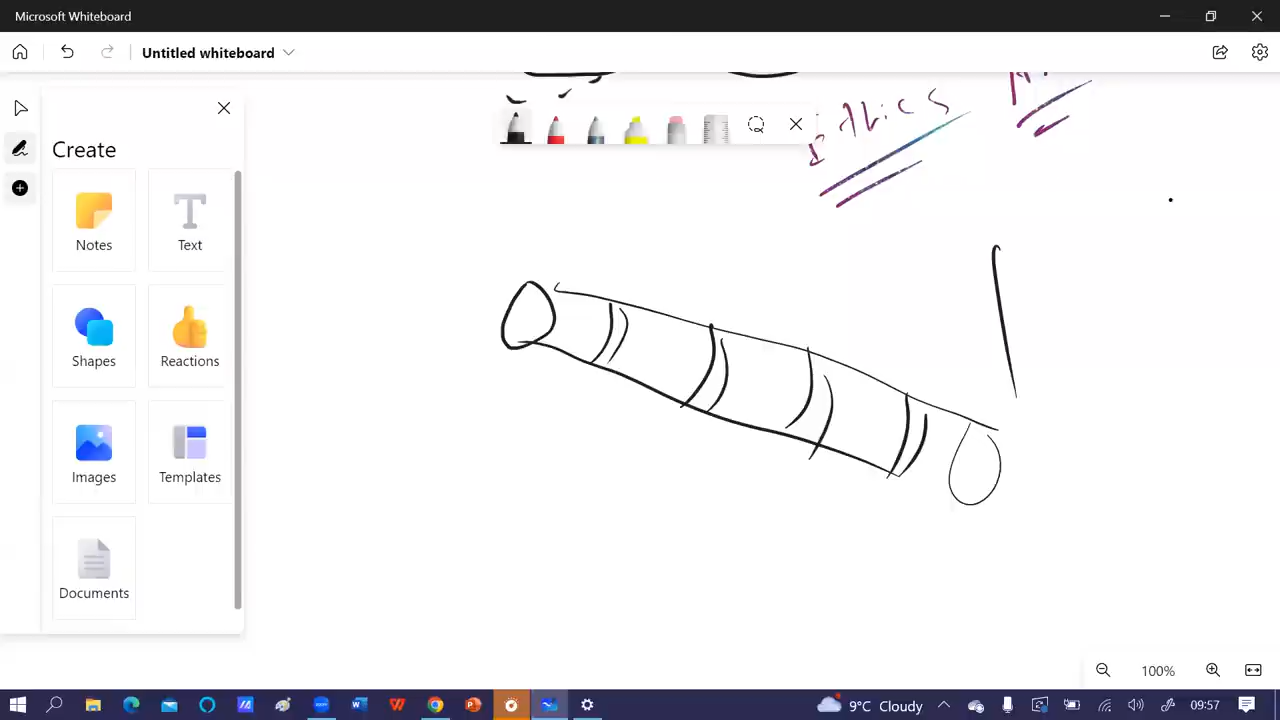 Microsoft Whiteboard
Untitled whiteboard
Create
Notes
Text
Shapes
Reactions
Images
Templates
Documents
100%
9°C Cloudy
09:57